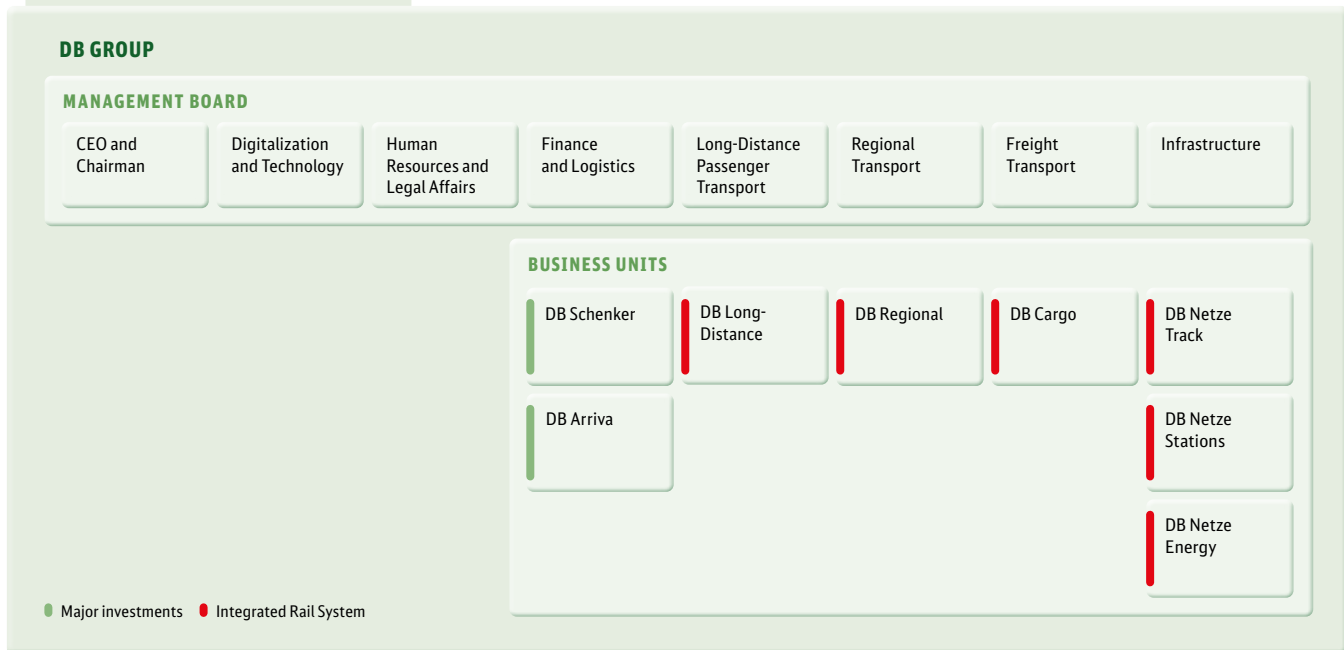 DB GROUP
MANAGEMENT BOARD
CEO and
Chairman
Digitalization
and Technology
Human
Resources and
Legal Affairs
Finance
and Logistics
Long-Distance
Passenger
Transport
Regional
Transport
Freight
Transport
Infrastructure
BUSINESS UNITS
DB Schenker
DB Long-
Distance
DB Regional
DB Cargo
DB Netze
Track
DB Arriva
DB Netze
Stations
DB Netze
Energy
Major investments
Integrated Rail System